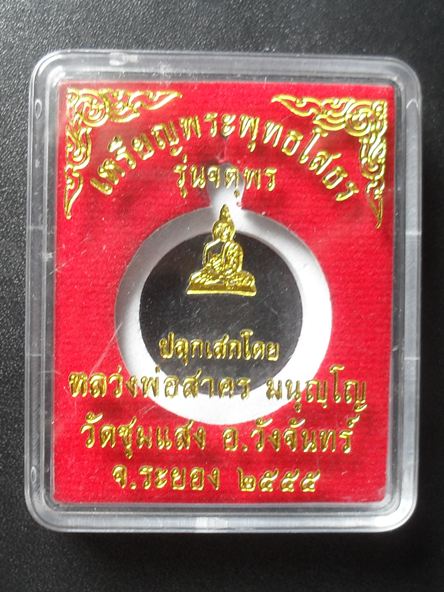 เหรียญพระพุทธโสธร
รุ่นจตุพร
ปลุกเสกโดย
หลวงพ่อสาคร มนุญฺโญ
วัดชุมแสง อ.วังจันทร์
จ.ระยอง ๒๕๕๕